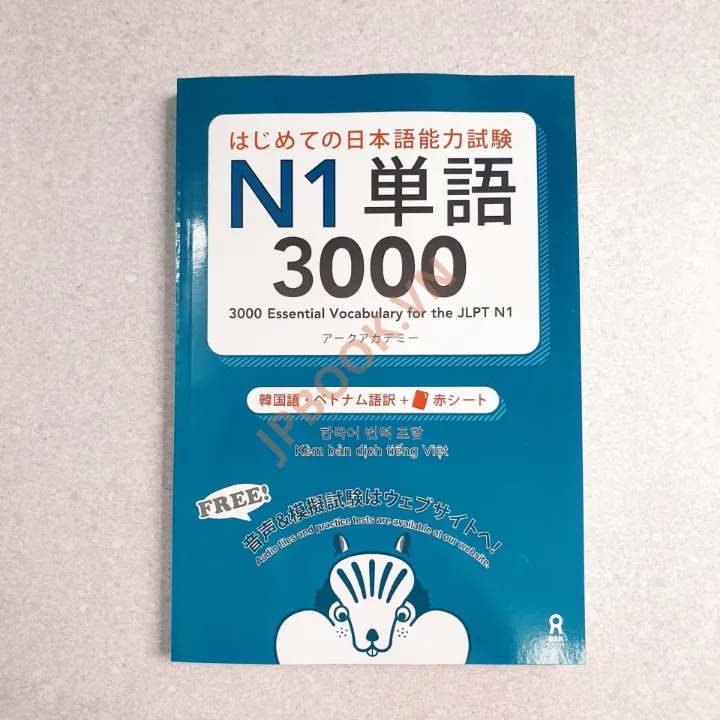 はじめての日本語能力試験
N1 単語
3000
3000 Essential Vocabulary for the JLPT N1
アークアカデミー
韓国語・ベトナム語訳 + 赤シート
한국어 번역 포함
Kèm bản dịch tiếng Việt
FREE!
音声&模擬試験はウェブサイトへ!
Audio files and practice tests are available at our website.
ask
JPBOOK.VN